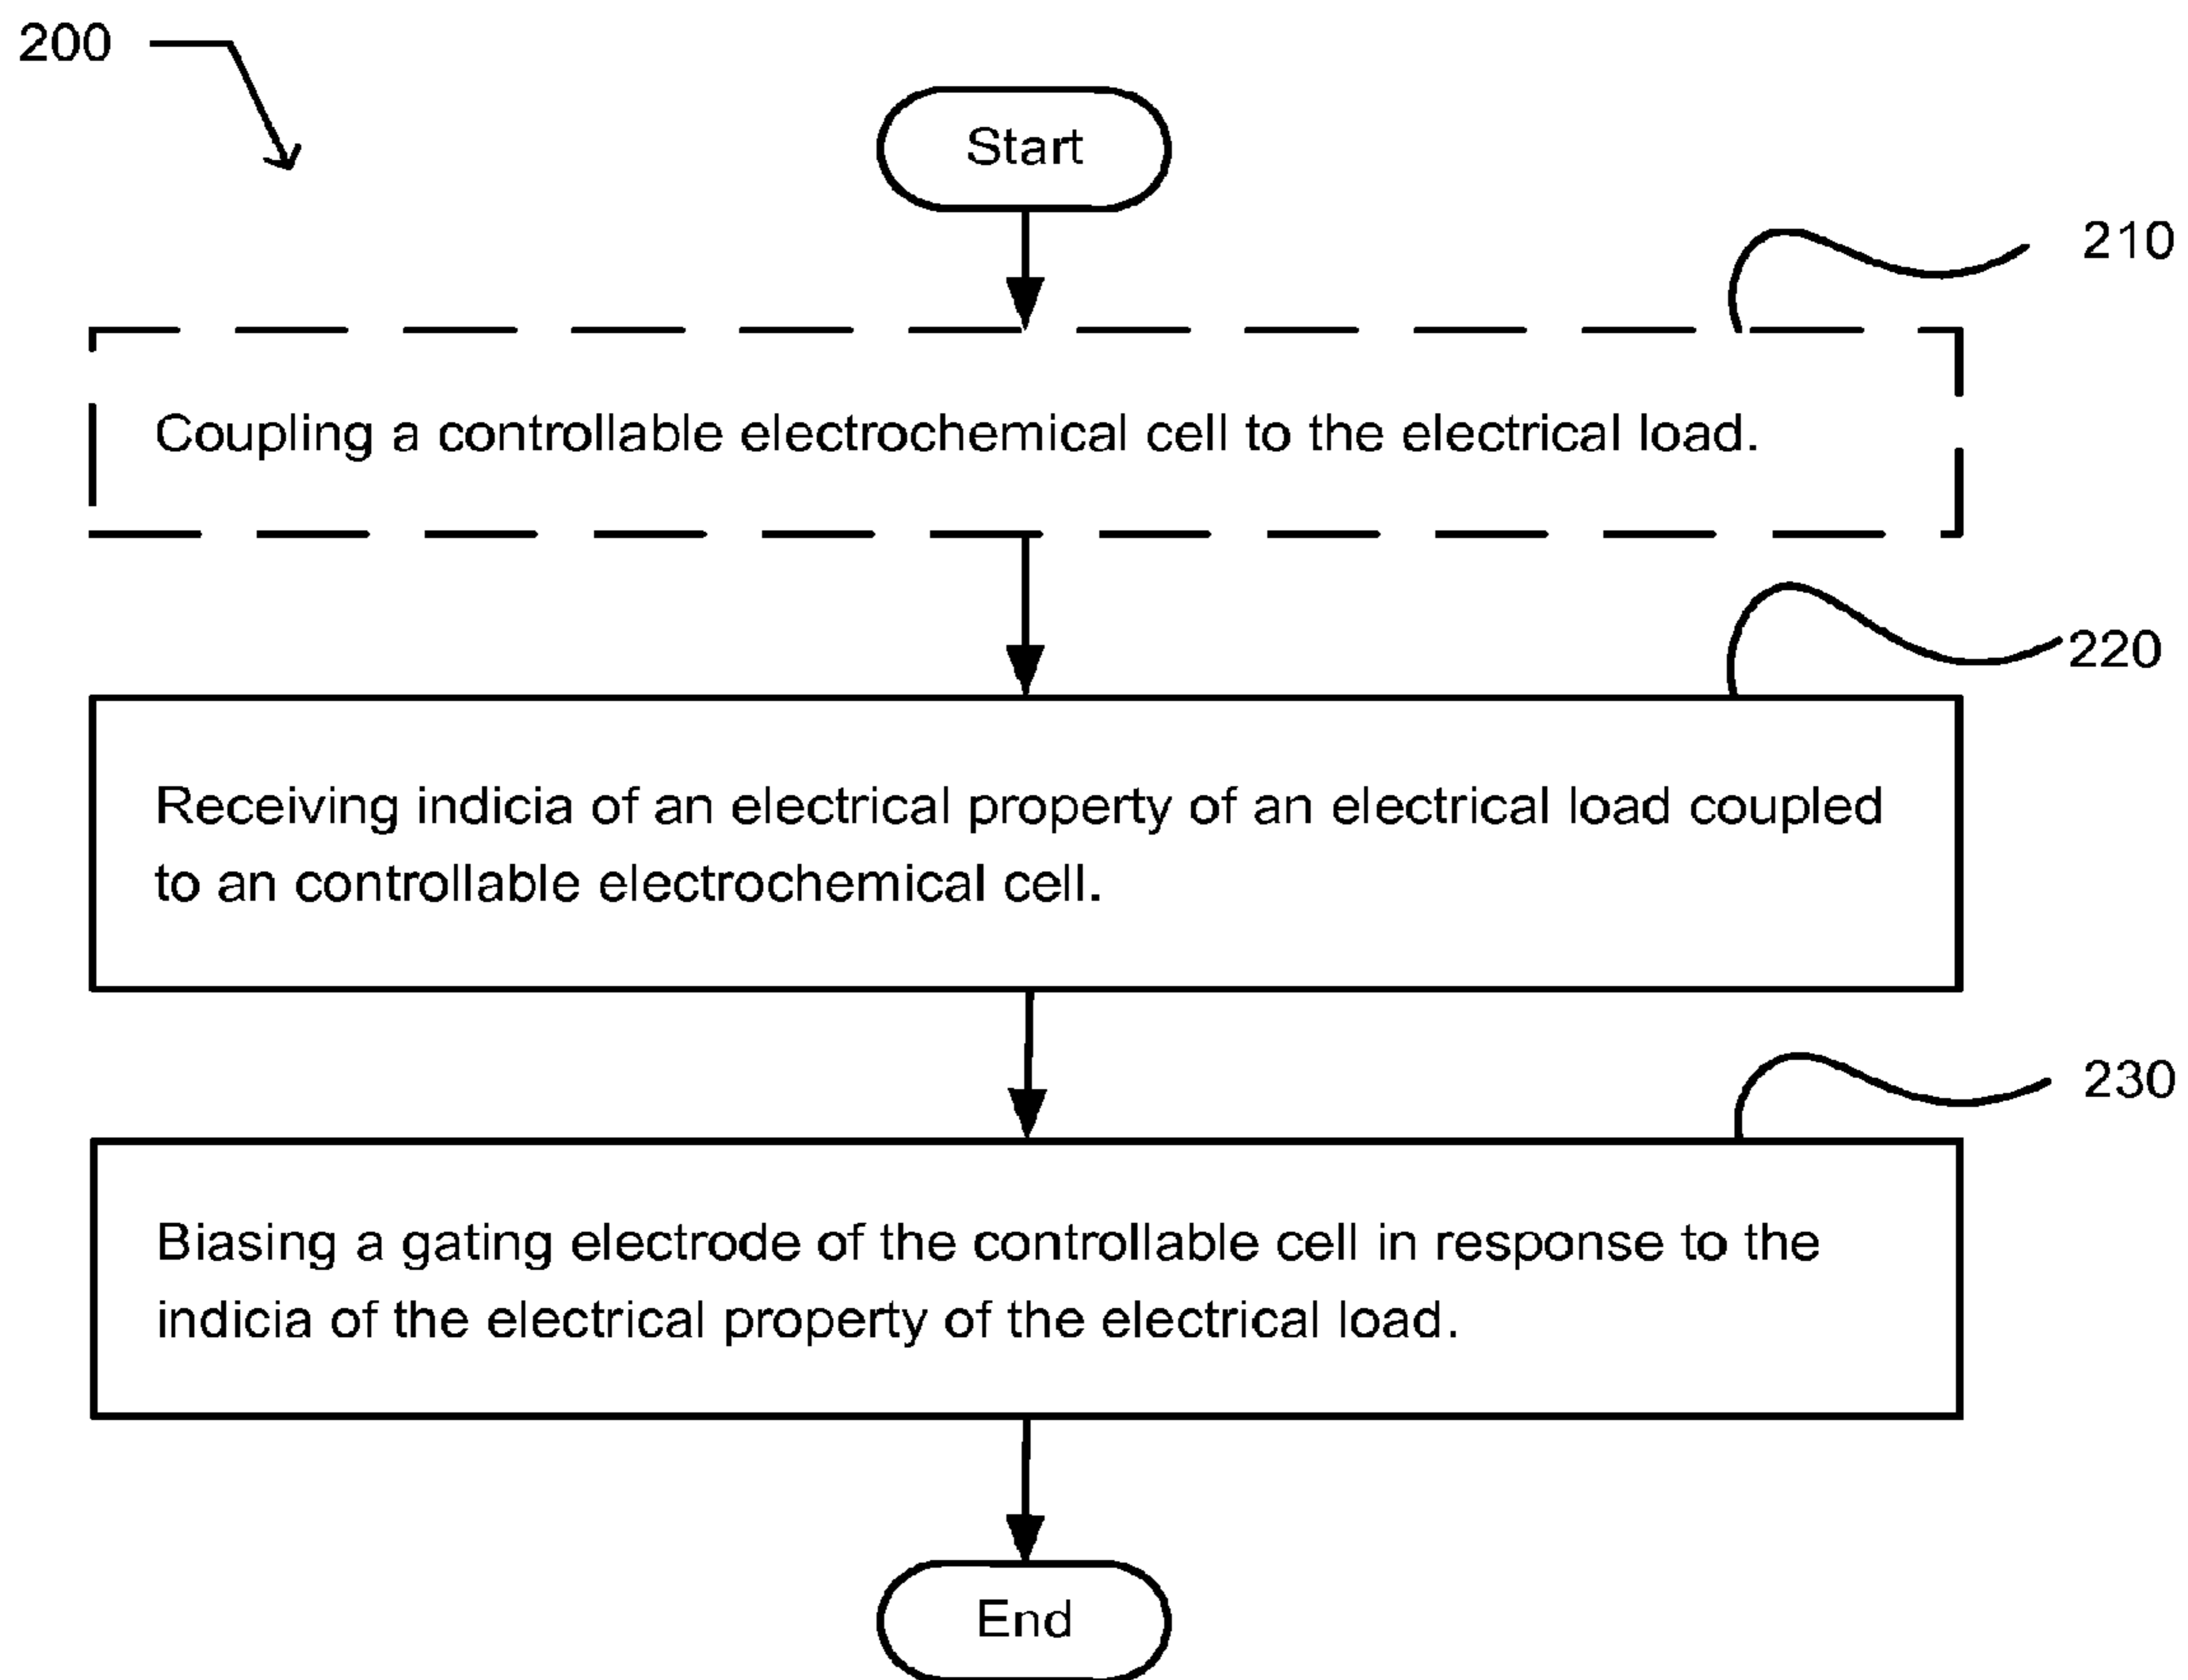 200
Start
210
Coupling a controllable electrochemical cell to the electrical load.
220
Receiving indicia of an electrical property of an electrical load coupled
to an controllable electrochemical cell.
230
Biasing a gating electrode of the controllable cell in response to the
indicia of the electrical property of the electrical load.
End